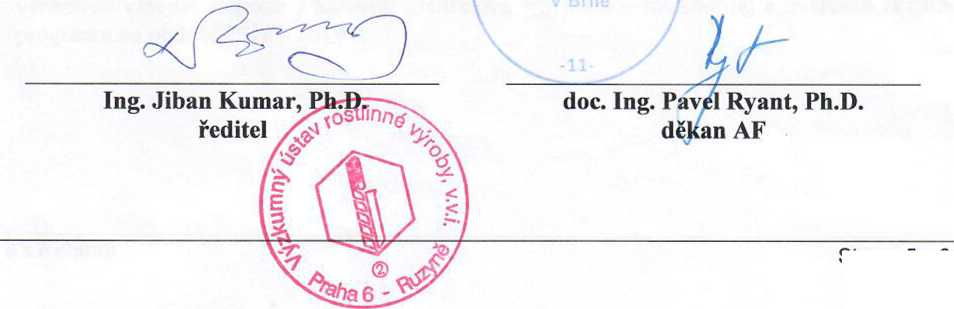 v Brně
-11-
Ing. Jiban Kumar, Ph.D.
ředitel
doc. Ing. Pavel Ryant, Ph.D.
děkan AF
Výzkumný ústav rostlinné výroby, v.v.i.
②
Praha 6 - Ruzyně